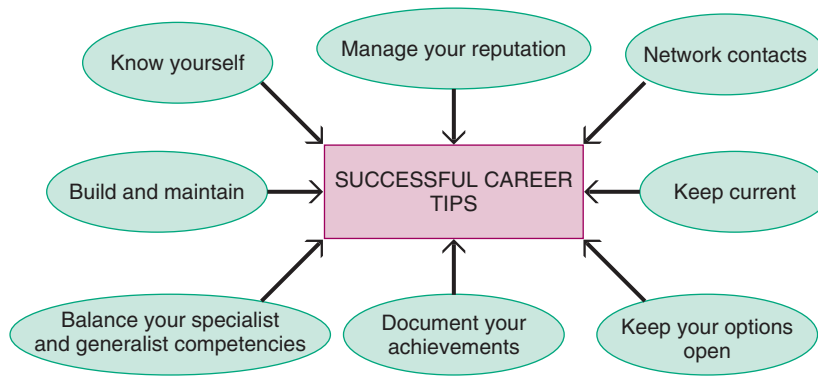 Know yourself
Manage your reputation
Network contacts
Build and maintain
SUCCESSFUL CAREER
TIPS
Keep current
Balance your specialist
and generalist competencies
Document your
achievements
Keep your options
open